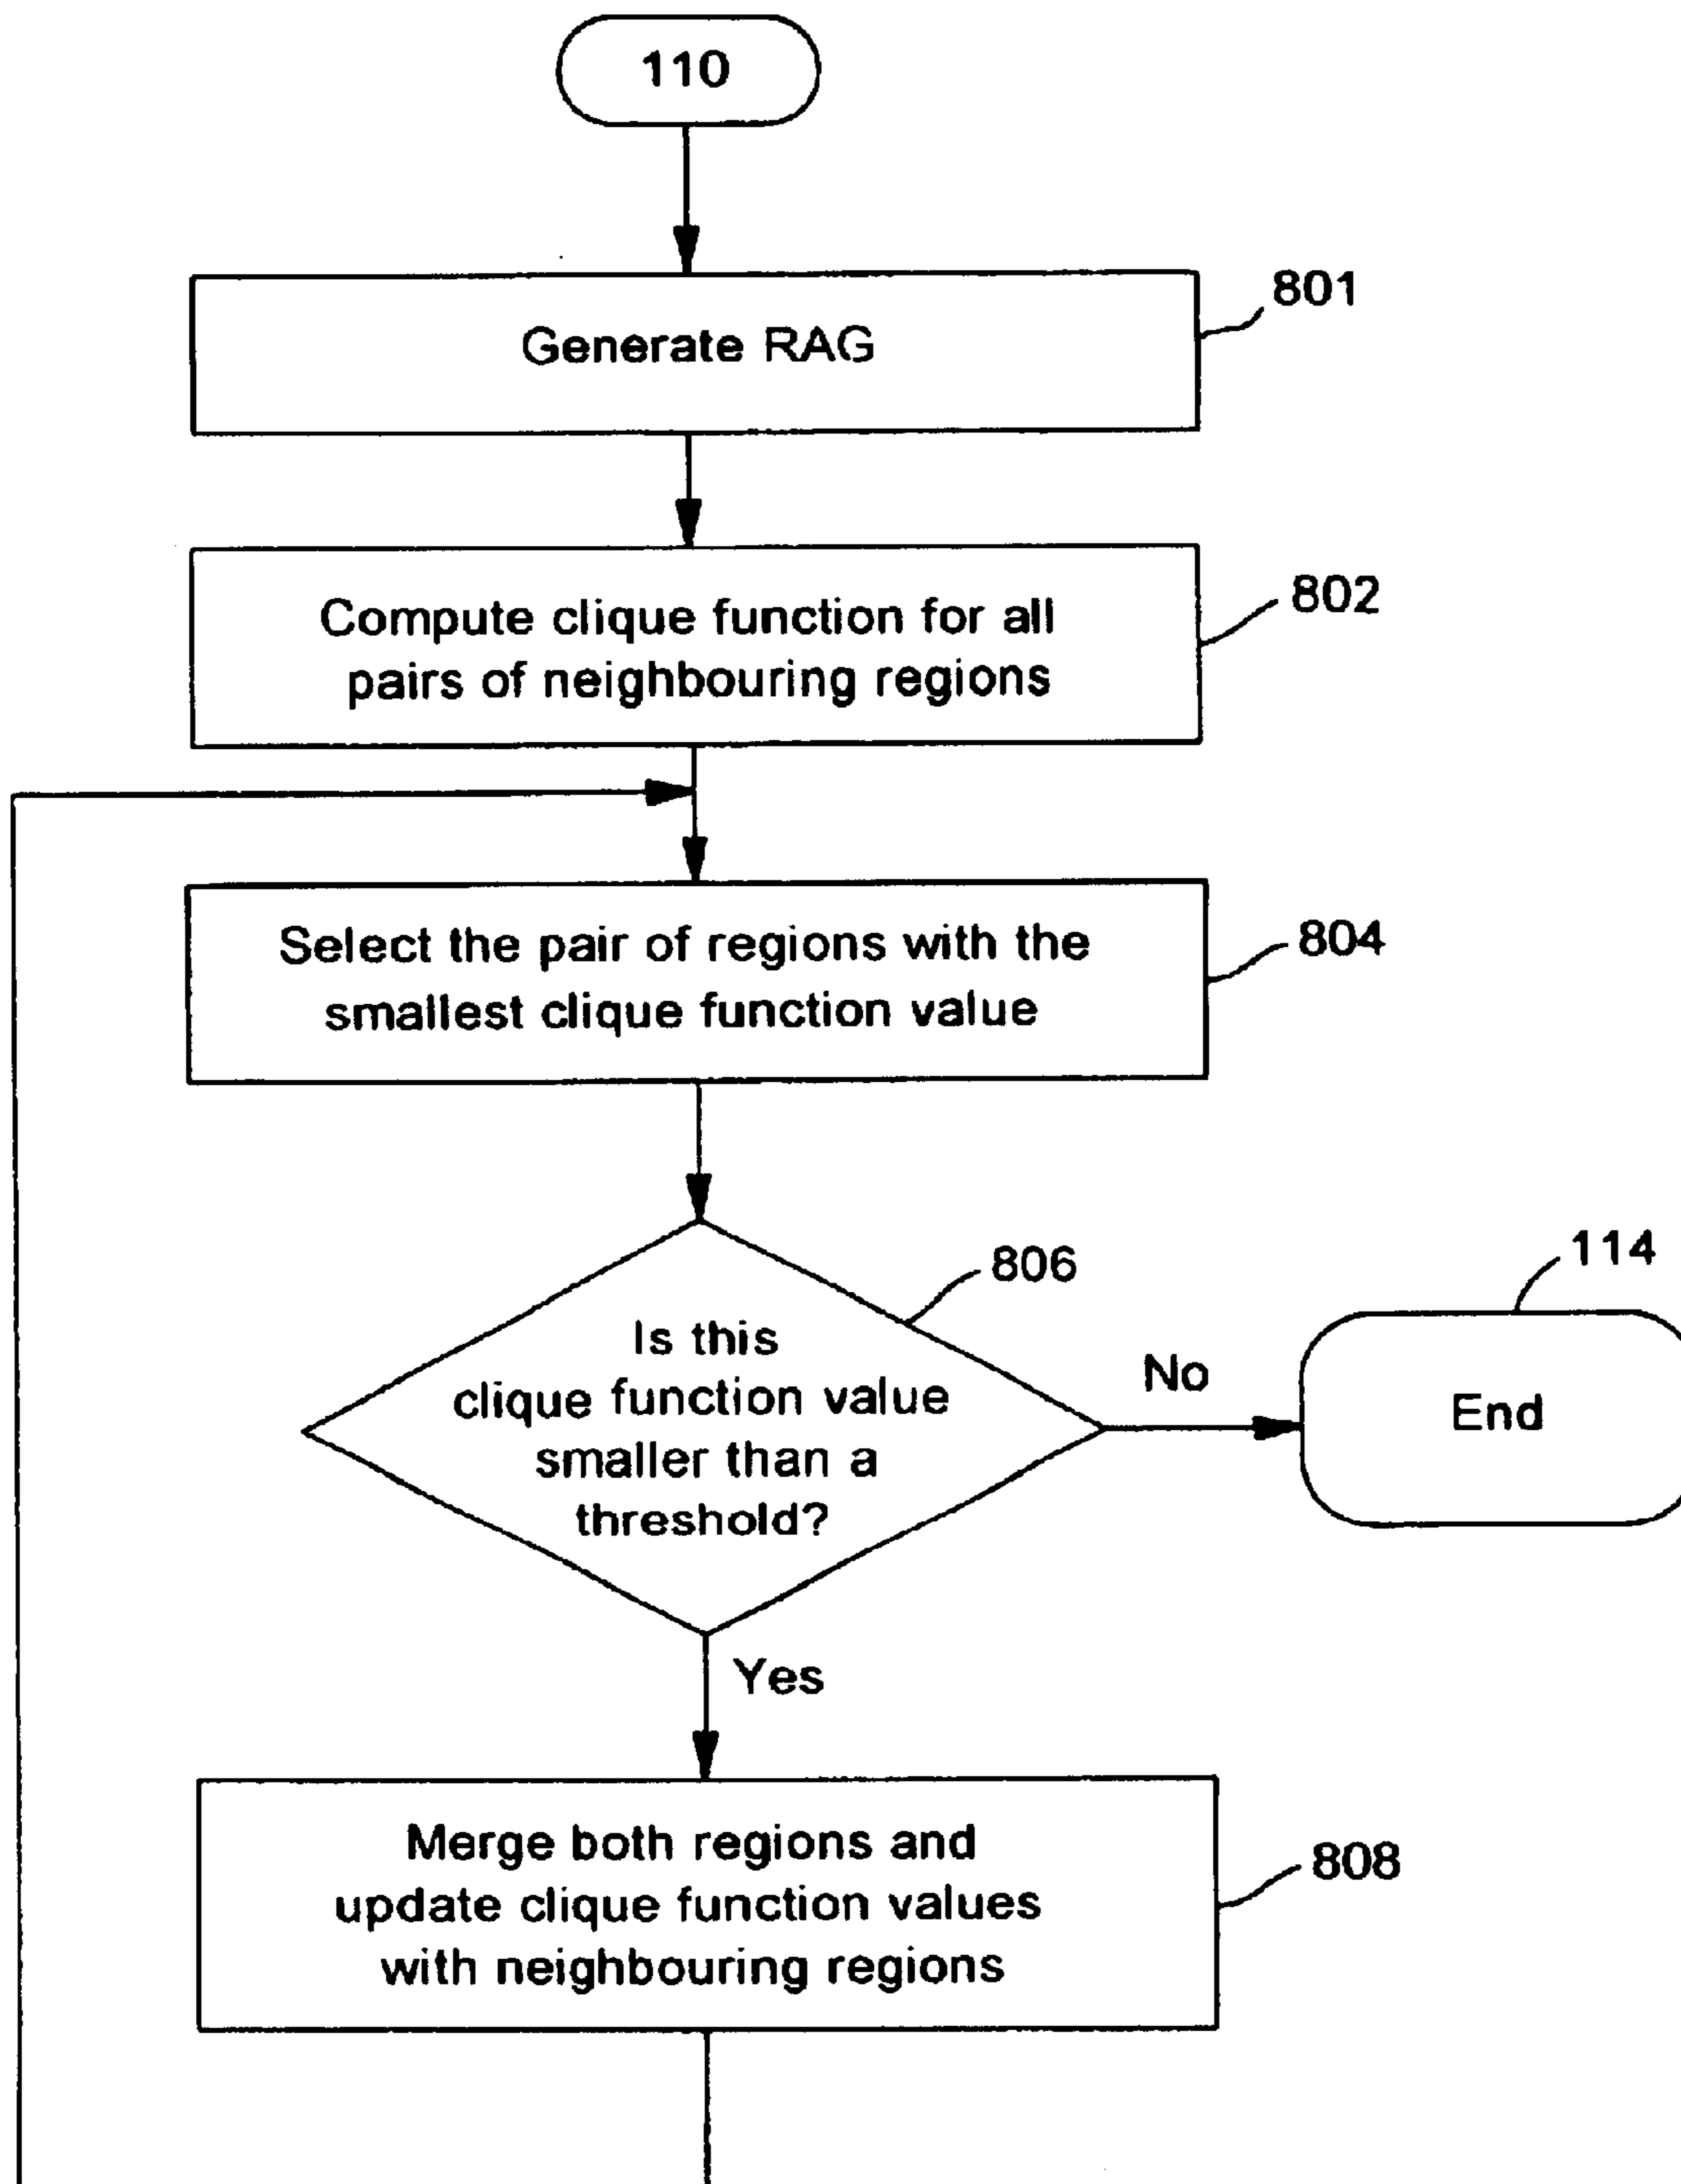 110
Generate RAG
801
Compute clique function for all
pairs of neighbouring regions
802
Select the pair of regions with the
smallest clique function value
804
Is this
clique function value
smaller than a
threshold?
806
No
End
114
Yes
Merge both regions and
update clique function values
with neighbouring regions
808